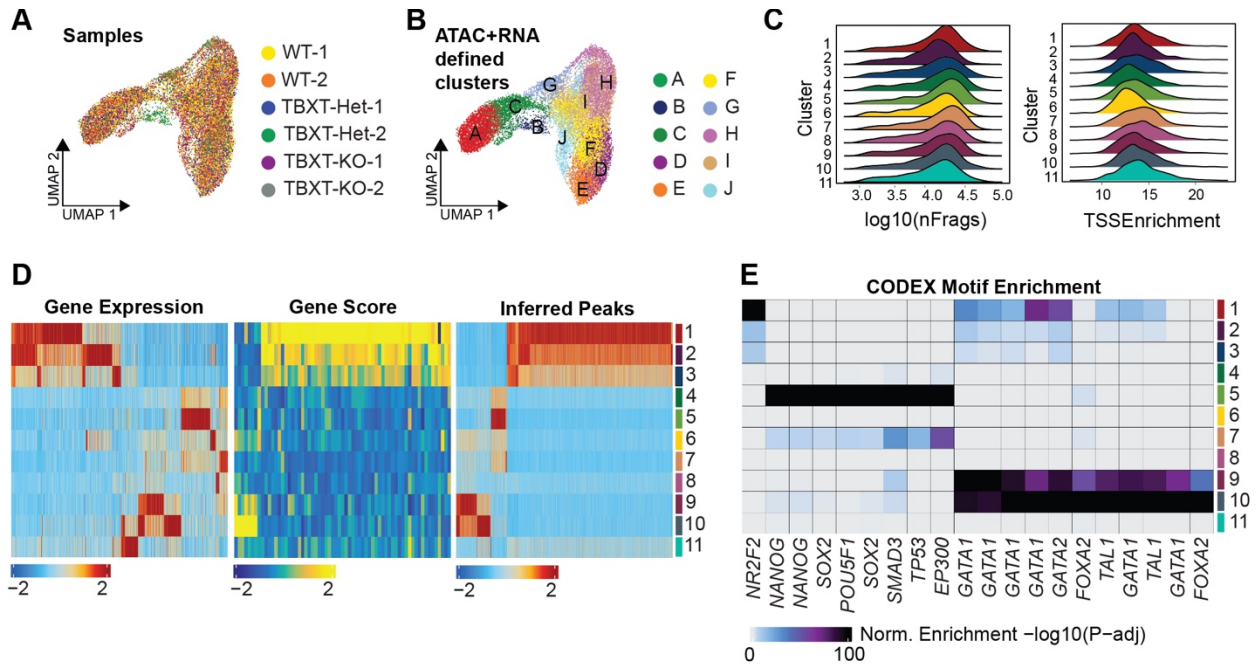 A
Samples
WT-1
WT-2
TBXT-Het-1
TBXT-Het-2
TBXT-KO-1
TBXT-KO-2
UMAP 2
UMAP 1
B
ATAC+RNA
defined
clusters
G
H
C
I
A
B
J
F
D
E
UMAP 2
UMAP 1
A F
B G
C H
D I
E J
C
Cluster
1
2
3
4
5
6
7
8
9
10
11
3.0 3.5 4.0 4.5 5.0
log10(nFrags)
Cluster
1
2
3
4
5
6
7
8
9
10
11
10 15 20
TSSEnrichment
D
Gene Expression Gene Score Inferred Peaks
1
2
3
4
5
6
7
8
9
10
11
−2 2 −2 2 −2 2
E
CODEX Motif Enrichment
1
2
3
4
5
6
7
8
9
10
11
NR2F2
NANOG
NANOG
SOX2
POU5F1
SOX2
SMAD3
TP53
EP300
GATA1
GATA1
GATA1
GATA1
GATA2
FOXA2
TAL1
GATA1
TAL1
GATA1
FOXA2
Norm. Enrichment −log10(P−adj)
0 100